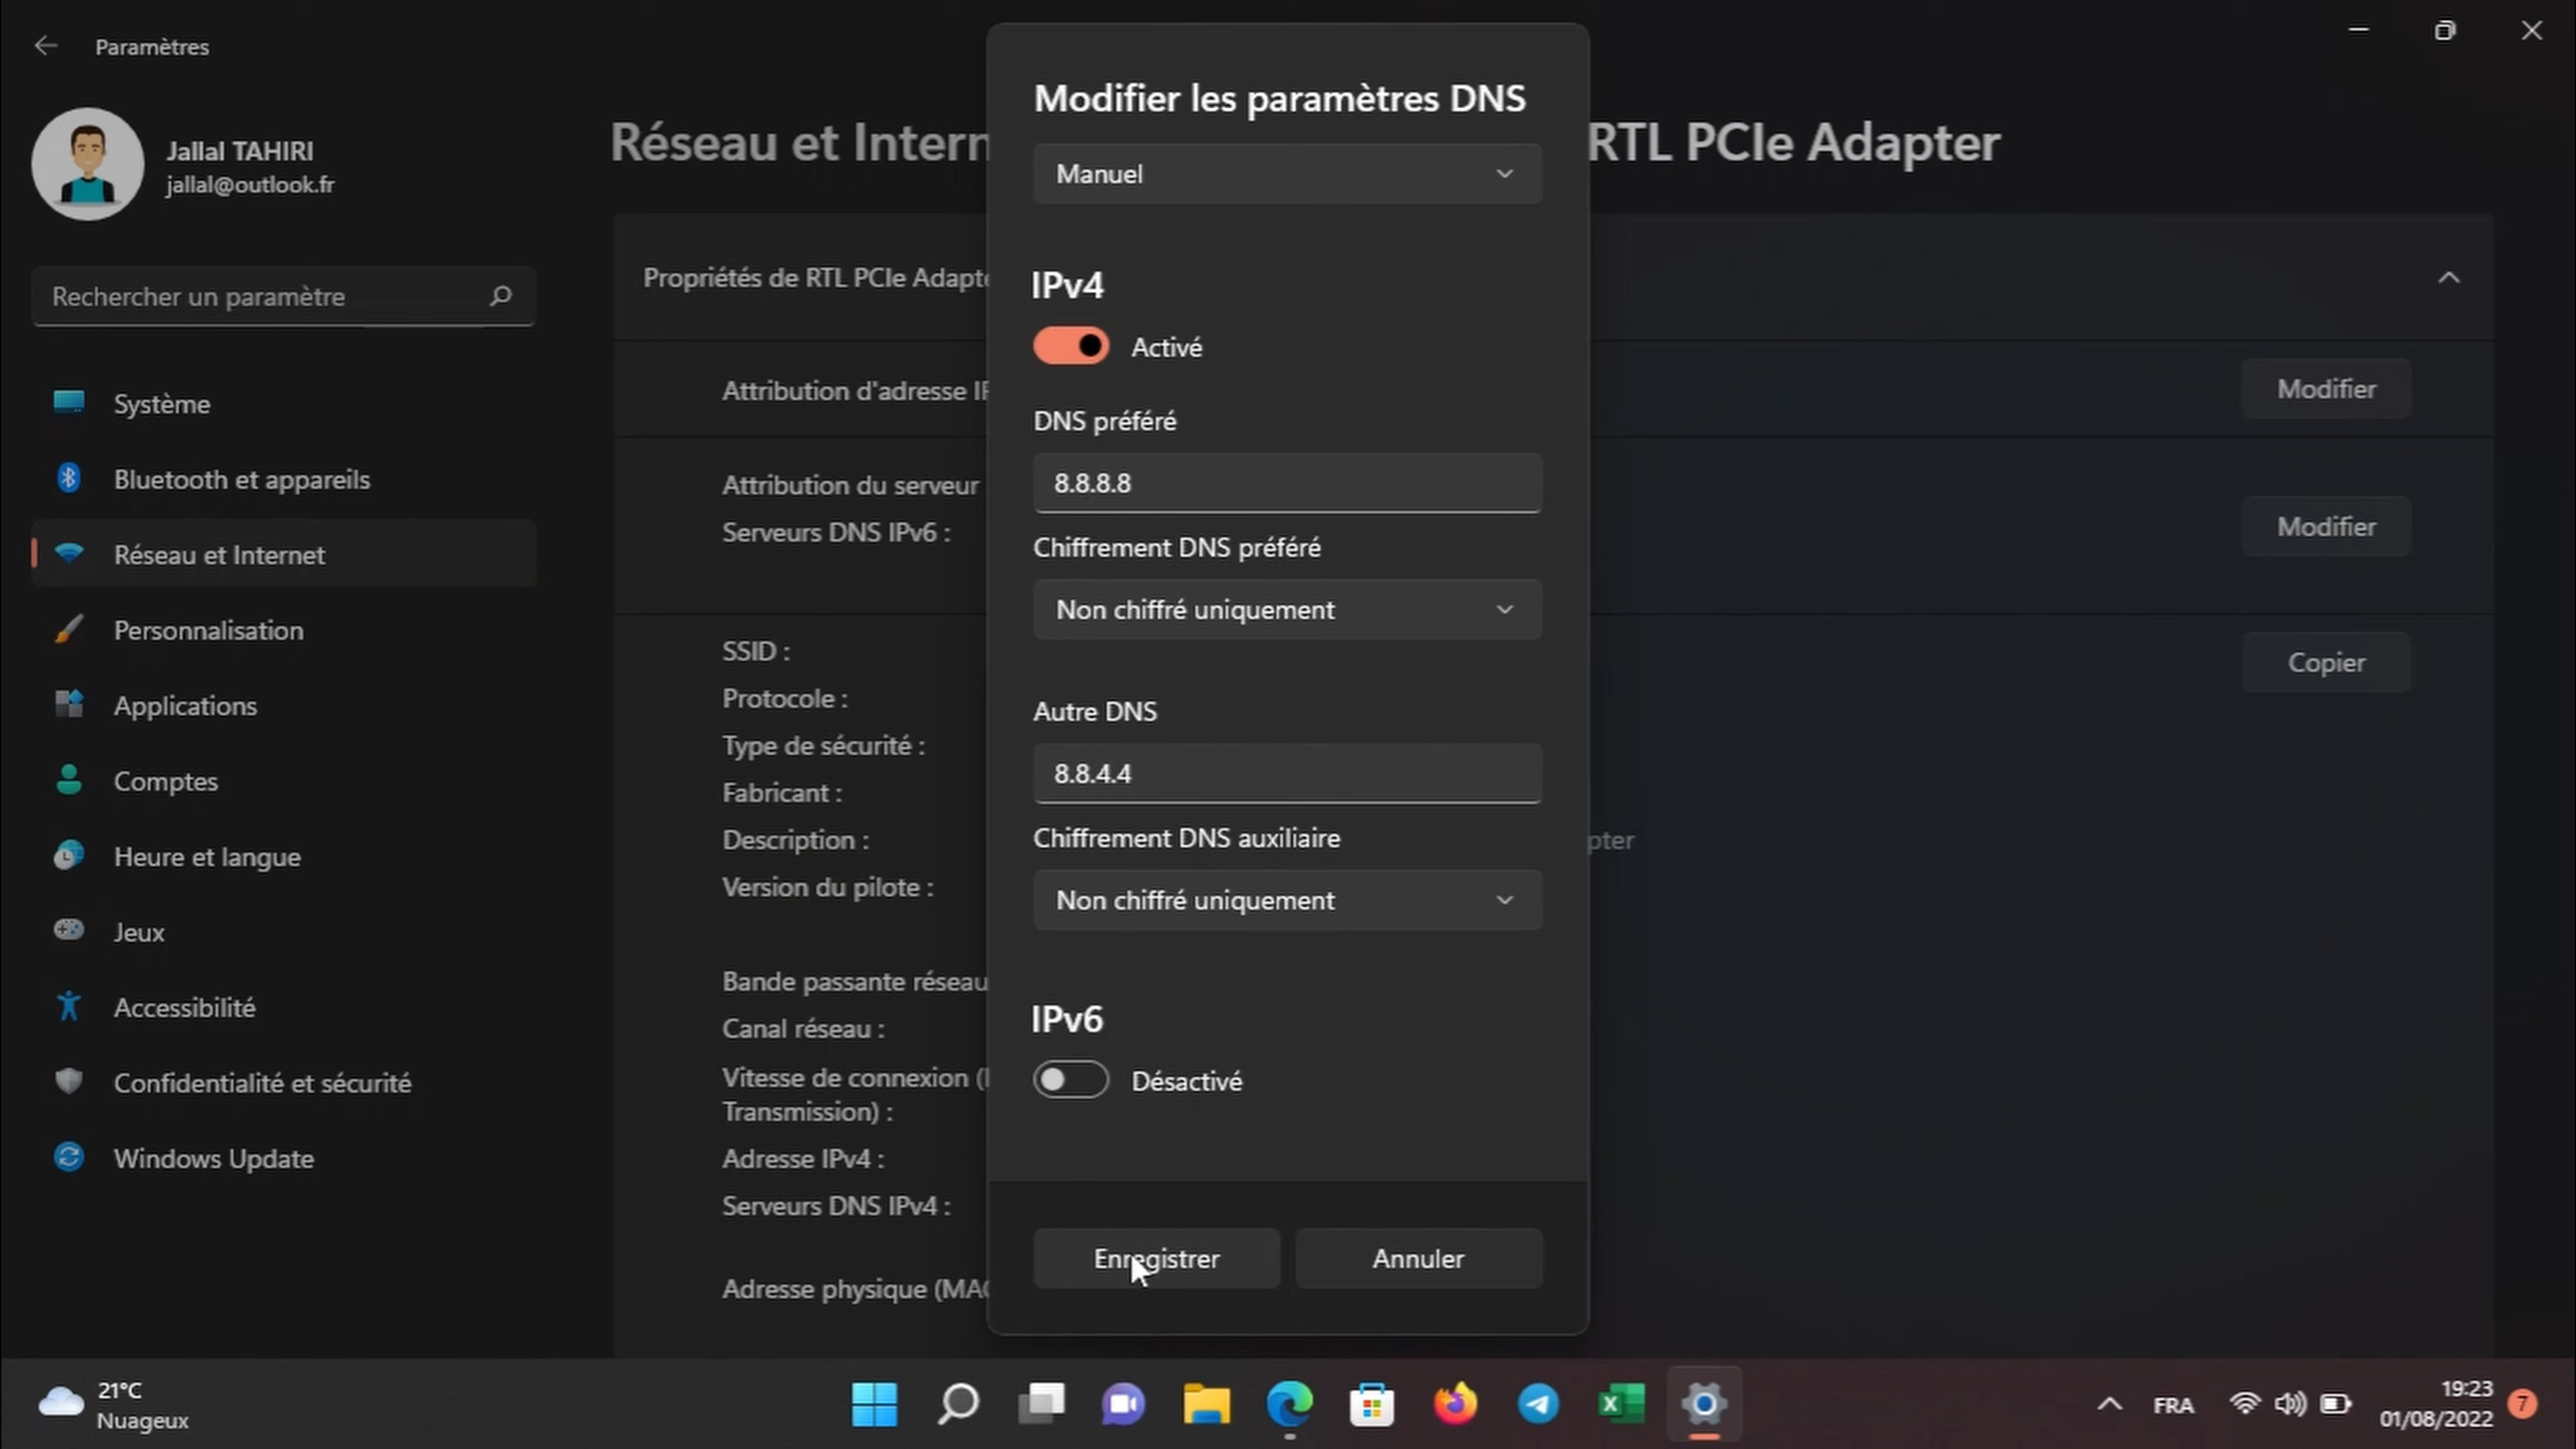 Paramètres
Jallal TAHIRI
jallal@outlook.fr
Rechercher un paramètre
Système
Bluetooth et appareils
Réseau et Internet
Personnalisation
Applications
Comptes
Heure et langue
Jeux
Accessibilité
Confidentialité et sécurité
Windows Update
Réseau et Intern
RTL PCIe Adapter
Propriétés de RTL PCIe Adapte
Attribution d'adresse IP
Modifier
Attribution du serveur
Serveurs DNS IPv6 :
Modifier
SSID :
Copier
Protocole :
Type de sécurité :
Fabricant :
Description :
pter
Version du pilote :
Bande passante réseau
Canal réseau :
Vitesse de connexion (
Transmission) :
Adresse IPv4 :
Serveurs DNS IPv4 :
Adresse physique (MAC
Modifier les paramètres DNS
Manuel
IPv4
Activé
DNS préféré
8.8.8.8
Chiffrement DNS préféré
Non chiffré uniquement
Autre DNS
8.8.4.4
Chiffrement DNS auxiliaire
Non chiffré uniquement
IPv6
Désactivé
Enregistrer
Annuler
21°C
Nuageux
FRA
19:23
01/08/2022
7